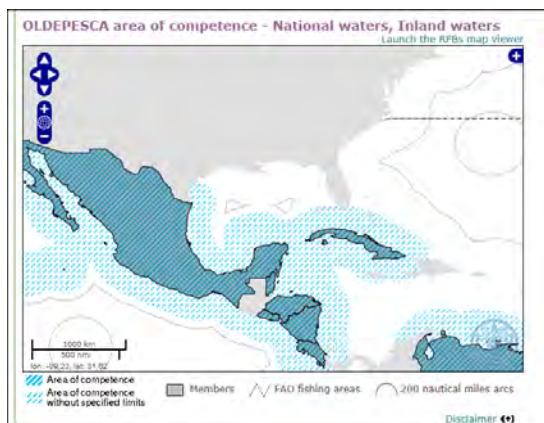 OLDEPESCA area of competence - National waters, Inland waters
Launch the RFBs map viewer
1000 km
500 nmi
Area of competence
Area of competence
without specified limits
Members
FAO fishing areas
200 nautical miles arcs
Disclaimer